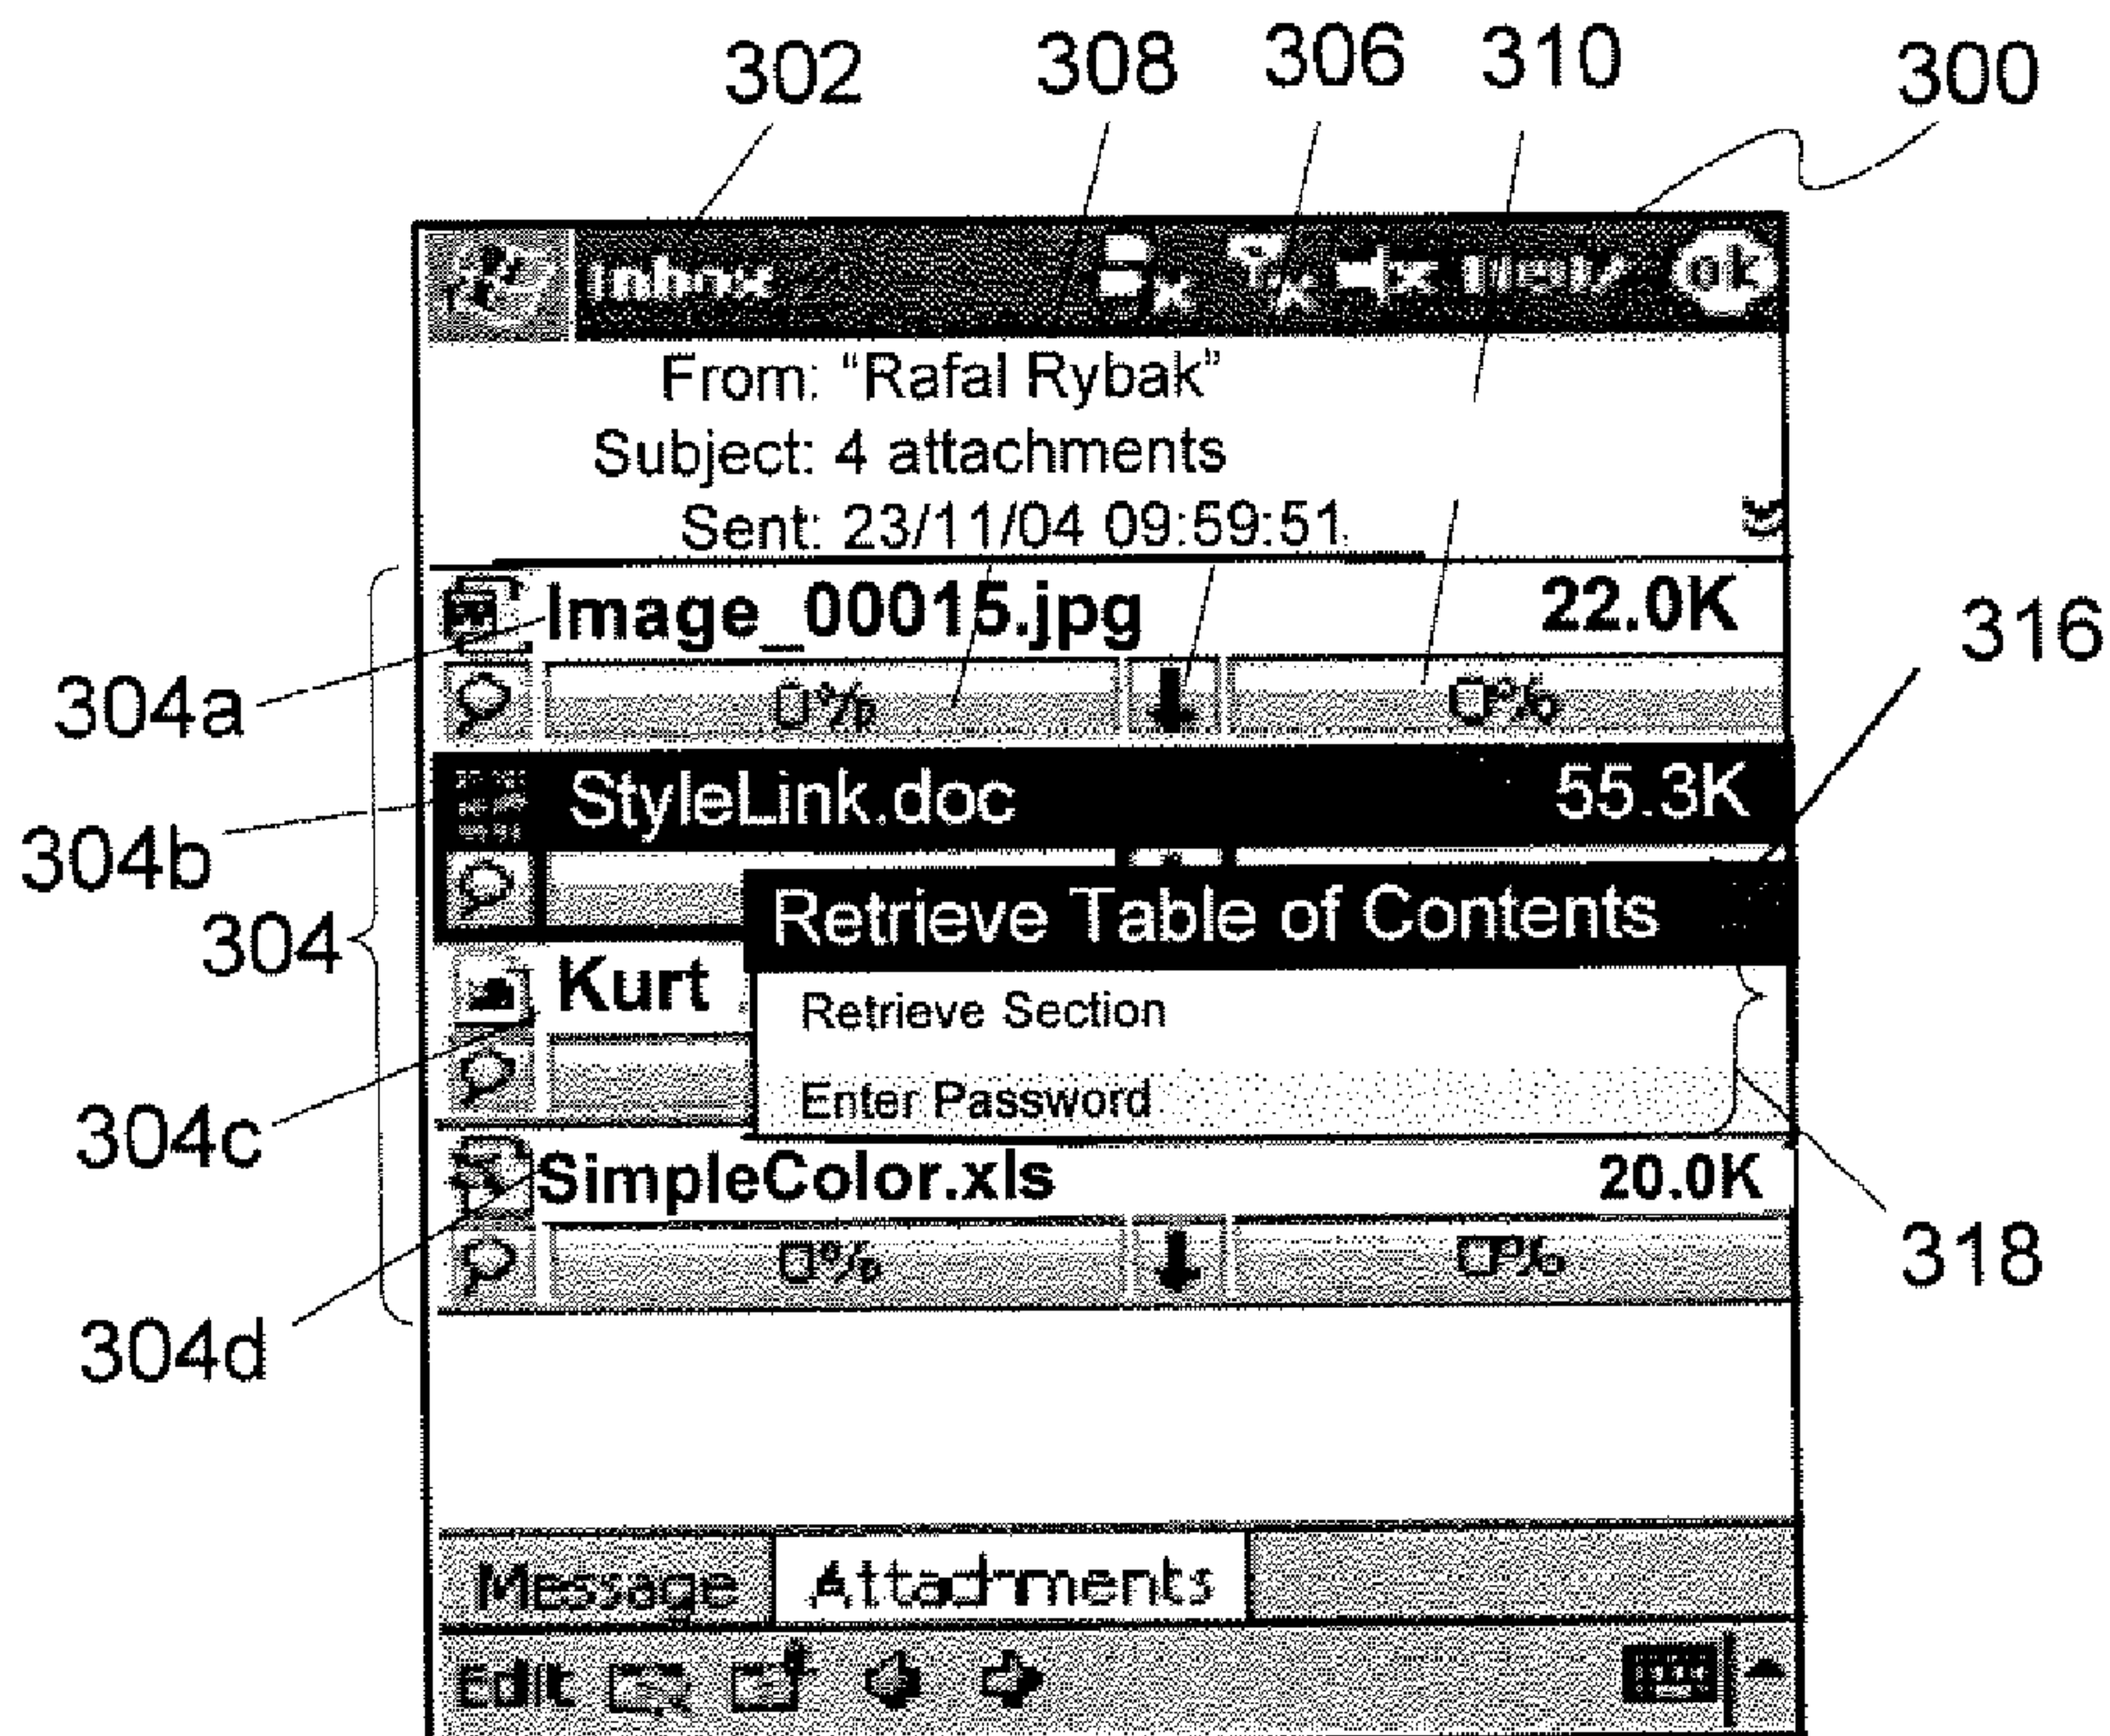 302 308 306 310 300
Inbox ok
From: “Rafal Rybak”
Subject: 4 attachments
Sent: 23/11/04 09:59:51
Image_00015.jpg 22.0K
316
304a
0% 0%
StyleLink.doc 55.3K
304b
Retrieve Table of Contents
304
Kurt
Retrieve Section
Enter Password
304c
SimpleColor.xls 20.0K
318
0% 0%
304d
Message Attachments
Edit